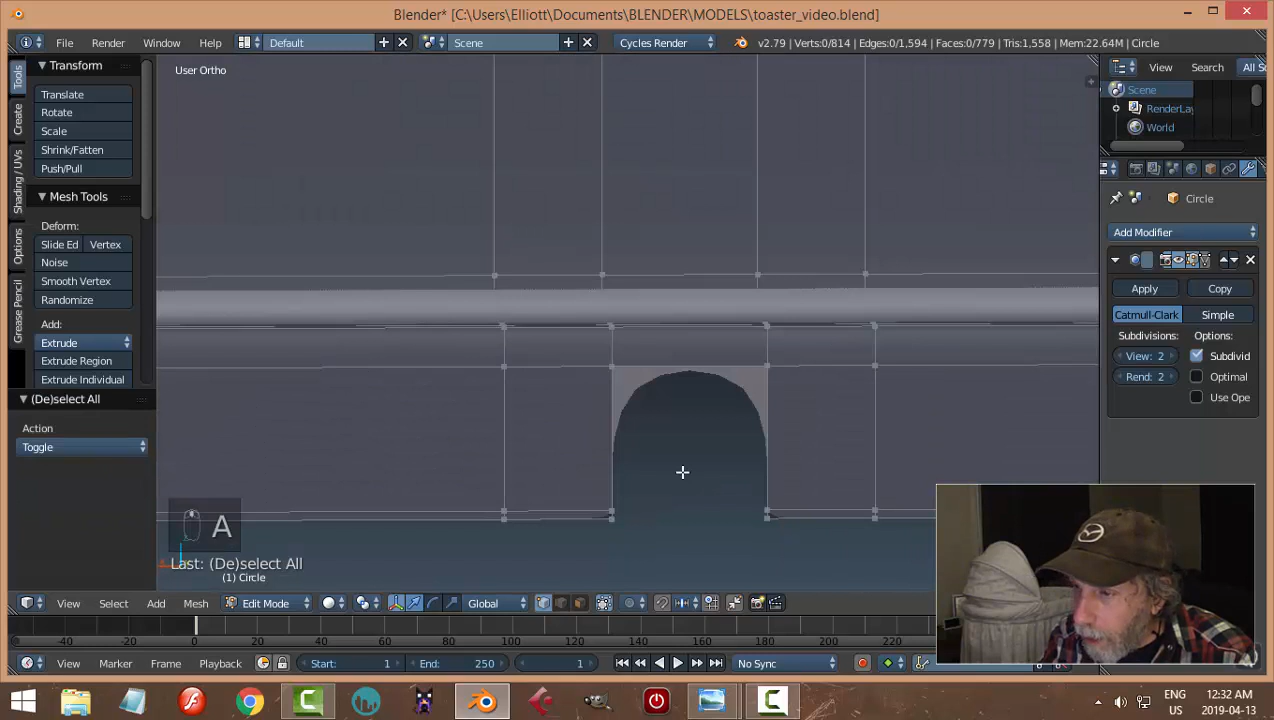 Blender* [C:\Users\Elliott\Documents\BLENDER\MODELS\toaster_video.blend]
File Render Window Help Default Scene Cycles Render v2.79 | Verts:0/814 | Edges:0/1,594 | Faces:0/779 | Tris:1,558 | Mem:22.64M | Circle
View Search All Sc
Tools
Create
Shading / UVs
Options
Grease Pencil
Transform
Translate
Rotate
Scale
Shrink/Fatten
Push/Pull
Mesh Tools
Deform:
Slide Ed Vertex
Noise
Smooth Vertex
Randomize
Add:
Extrude
Extrude Region
Extrude Individual
(De)select All
Action
Toggle
User Ortho
A
Last: (De)select All
(1) Circle
Scene
RenderLay
World
Circle
Add Modifier
Apply Copy
Catmull-Clark Simple
Subdivisions: Options:
View: 2 Subdivid
Rend: 2 Optimal
Use Ope
View Select Add Mesh Edit Mode Global
-40 -20 0 20 40 60 80 100 120 140 160 180 200 220
View Marker Frame Playback Start: 1 End: 250 1 No Sync
ENG
US
12:32 AM
2019-04-13